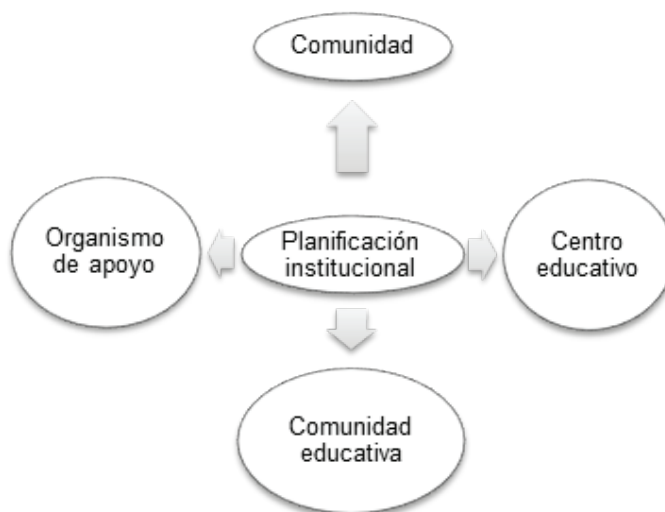 Comunidad
Organismo
de apoyo
Planificación
institucional
Centro
educativo
Comunidad
educativa